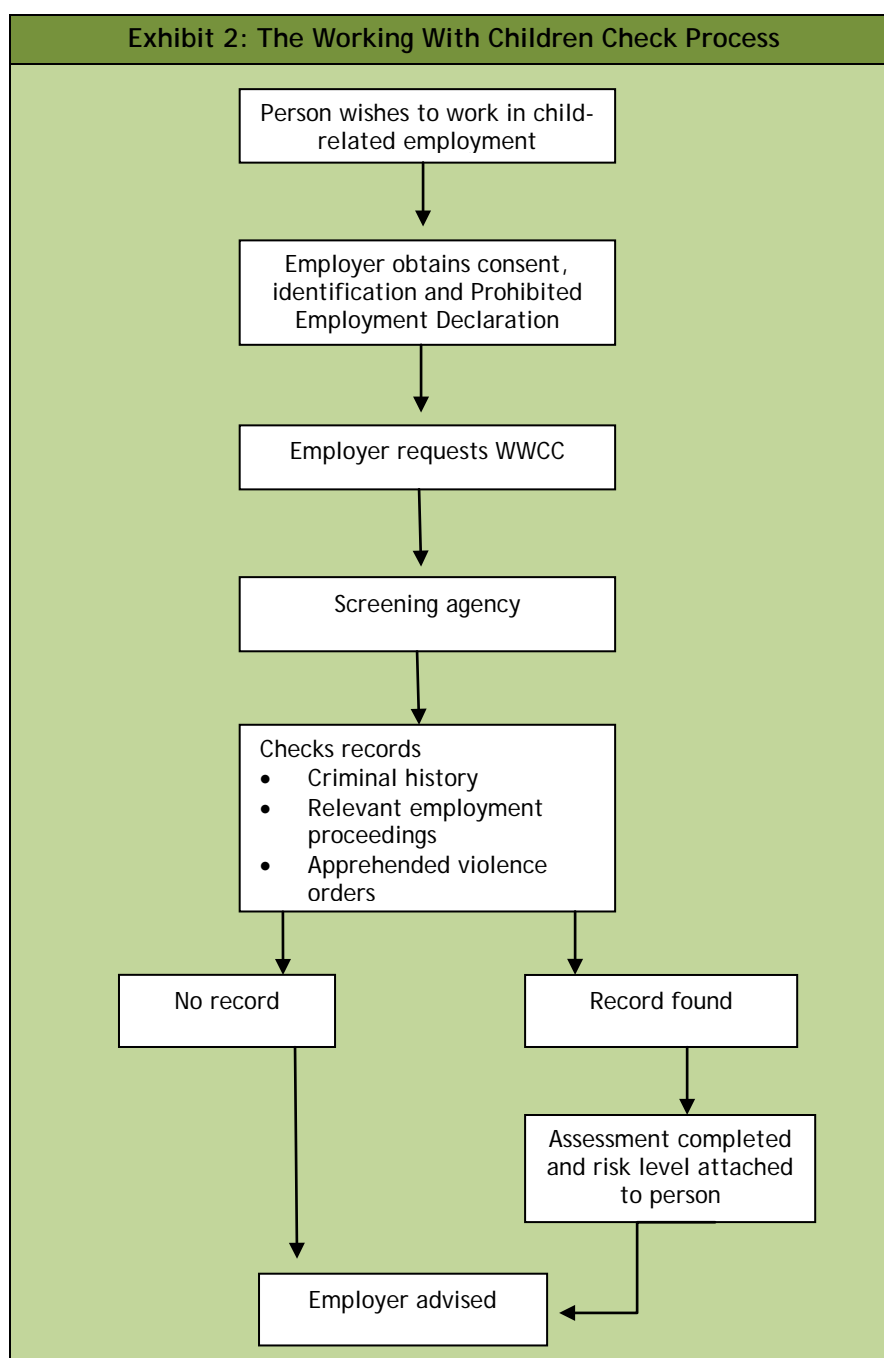 Exhibit 2: The Working With Children Check Process
Person wishes to work in child-
related employment
Employer obtains consent,
identification and Prohibited
Employment Declaration
Employer requests WWCC
Screening agency
Checks records
• Criminal history
• Relevant employment
proceedings
• Apprehended violence
orders
No record
Record found
Assessment completed
and risk level attached
to person
Employer advised